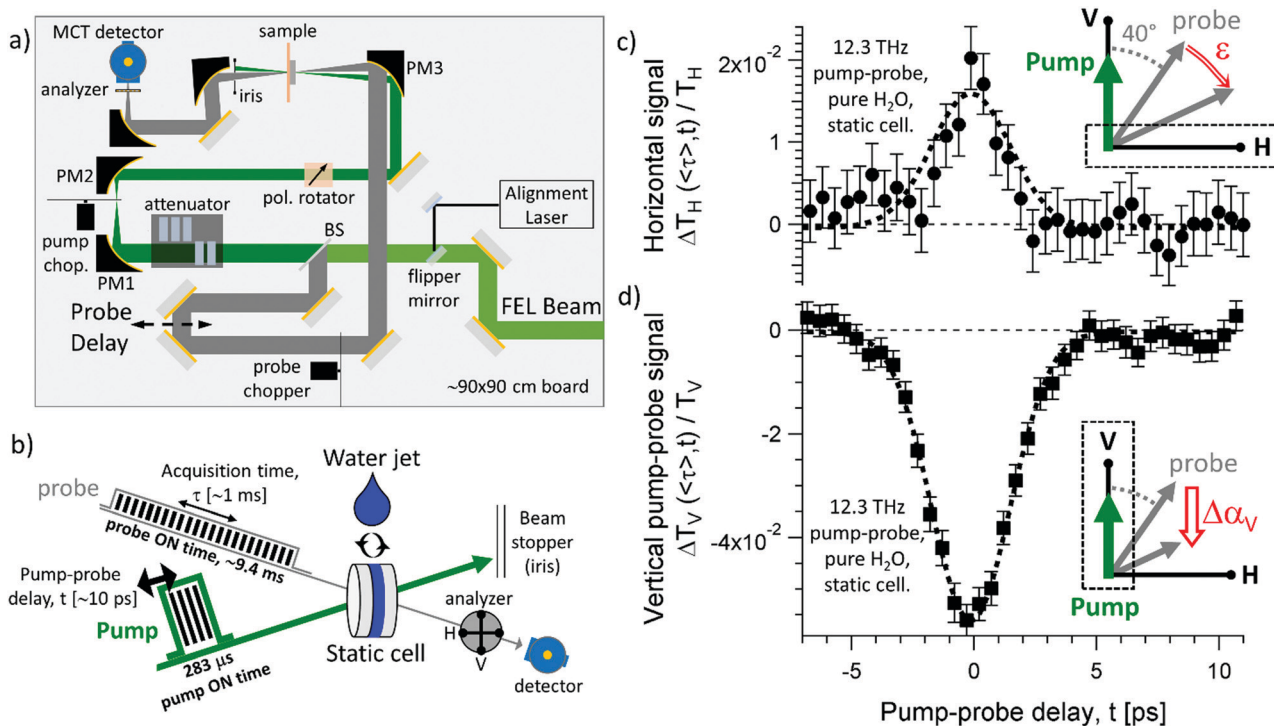 a)
MCT detector
analyzer
iris
sample
PM3
PM2
pol. rotator
attenuator
pump
chop.
PM1
BS
Alignment
Laser
flipper
mirror
FEL Beam
Probe
Delay
probe
chopper
~90x90 cm board
b)
probe
Acquisition time,
τ [~1 ms]
probe ON time, ~9.4 ms
Water jet
Beam
stopper
(iris)
Pump-probe
delay, t [~10 ps]
Pump
283 μs
pump ON time
Static cell
analyzer
H
V
detector
c)
Horizontal signal
ΔT_H (<τ>,t) / T_H
2x10⁻²
1
0
12.3 THz
pump-probe,
pure H₂O,
static cell.
V
40°
probe
Pump
ε
H
d)
Vertical pump-probe signal
ΔT_V (<τ>,t) / T_V
0
-2
-4x10⁻²
12.3 THz
pump-probe,
pure H₂O,
static cell.
V
probe
Δα_V
H
Pump
-5
0
5
10
Pump-probe delay, t [ps]